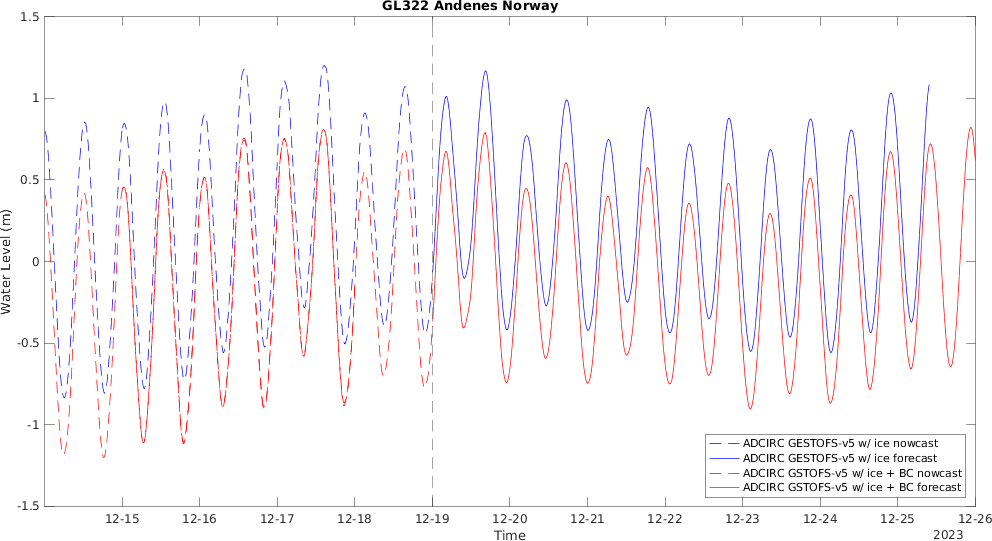 GL322 Andenes Norway
1.5
1
0.5
0
-0.5
-1
-1.5
Water Level (m)
12-15 12-16 12-17 12-18 12-19 12-20 12-21 12-22 12-23 12-24 12-25 12-26
Time
2023
ADCIRC GESTOFS-v5 w/ ice nowcast
ADCIRC GESTOFS-v5 w/ ice forecast
ADCIRC GSTOFS-v5 w/ ice + BC nowcast
ADCIRC GSTOFS-v5 w/ ice + BC forecast